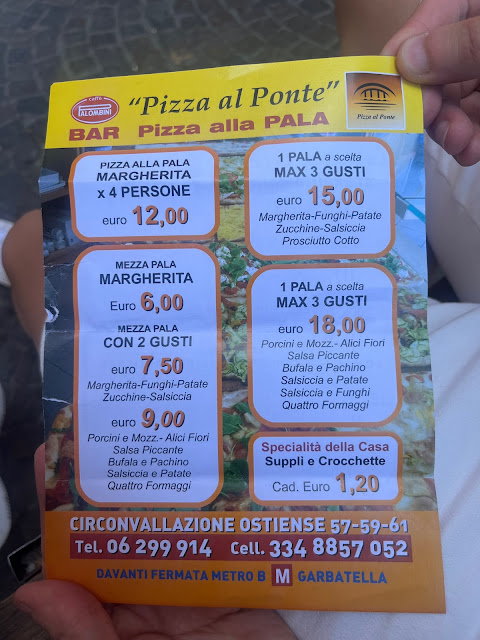 caffè
PALOMBINI
"Pizza al Ponte"
Pizza al Ponte
BAR Pizza alla PALA
PIZZA ALLA PALA
MARGHERITA
x 4 PERSONE
euro 12,00
MEZZA PALA
MARGHERITA
Euro 6,00
MEZZA PALA
CON 2 GUSTI
euro 7,50
Margherita-Funghi-Patate
Zucchine-Salsiccia
euro 9,00
Porcini e Mozz.- Alici Fiori
Salsa Piccante
Bufala e Pachino
Salsiccia e Patate
Quattro Formaggi
1 PALA a scelta
MAX 3 GUSTI
euro 15,00
Margherita-Funghi-Patate
Zucchine-Salsiccia
Prosciutto Cotto
1 PALA a scelta
MAX 3 GUSTI
euro 18,00
Porcini e Mozz.- Alici Fiori
Salsa Piccante
Bufala e Pachino
Salsiccia e Patate
Salsiccia e Funghi
Quattro Formaggi
Specialità della Casa
Supplì e Crocchette
Cad. Euro 1,20
CIRCONVALLAZIONE OSTIENSE 57-59-61
Tel. 06 299 914 Cell. 334 8857 052
DAVANTI FERMATA METRO B M GARBATELLA